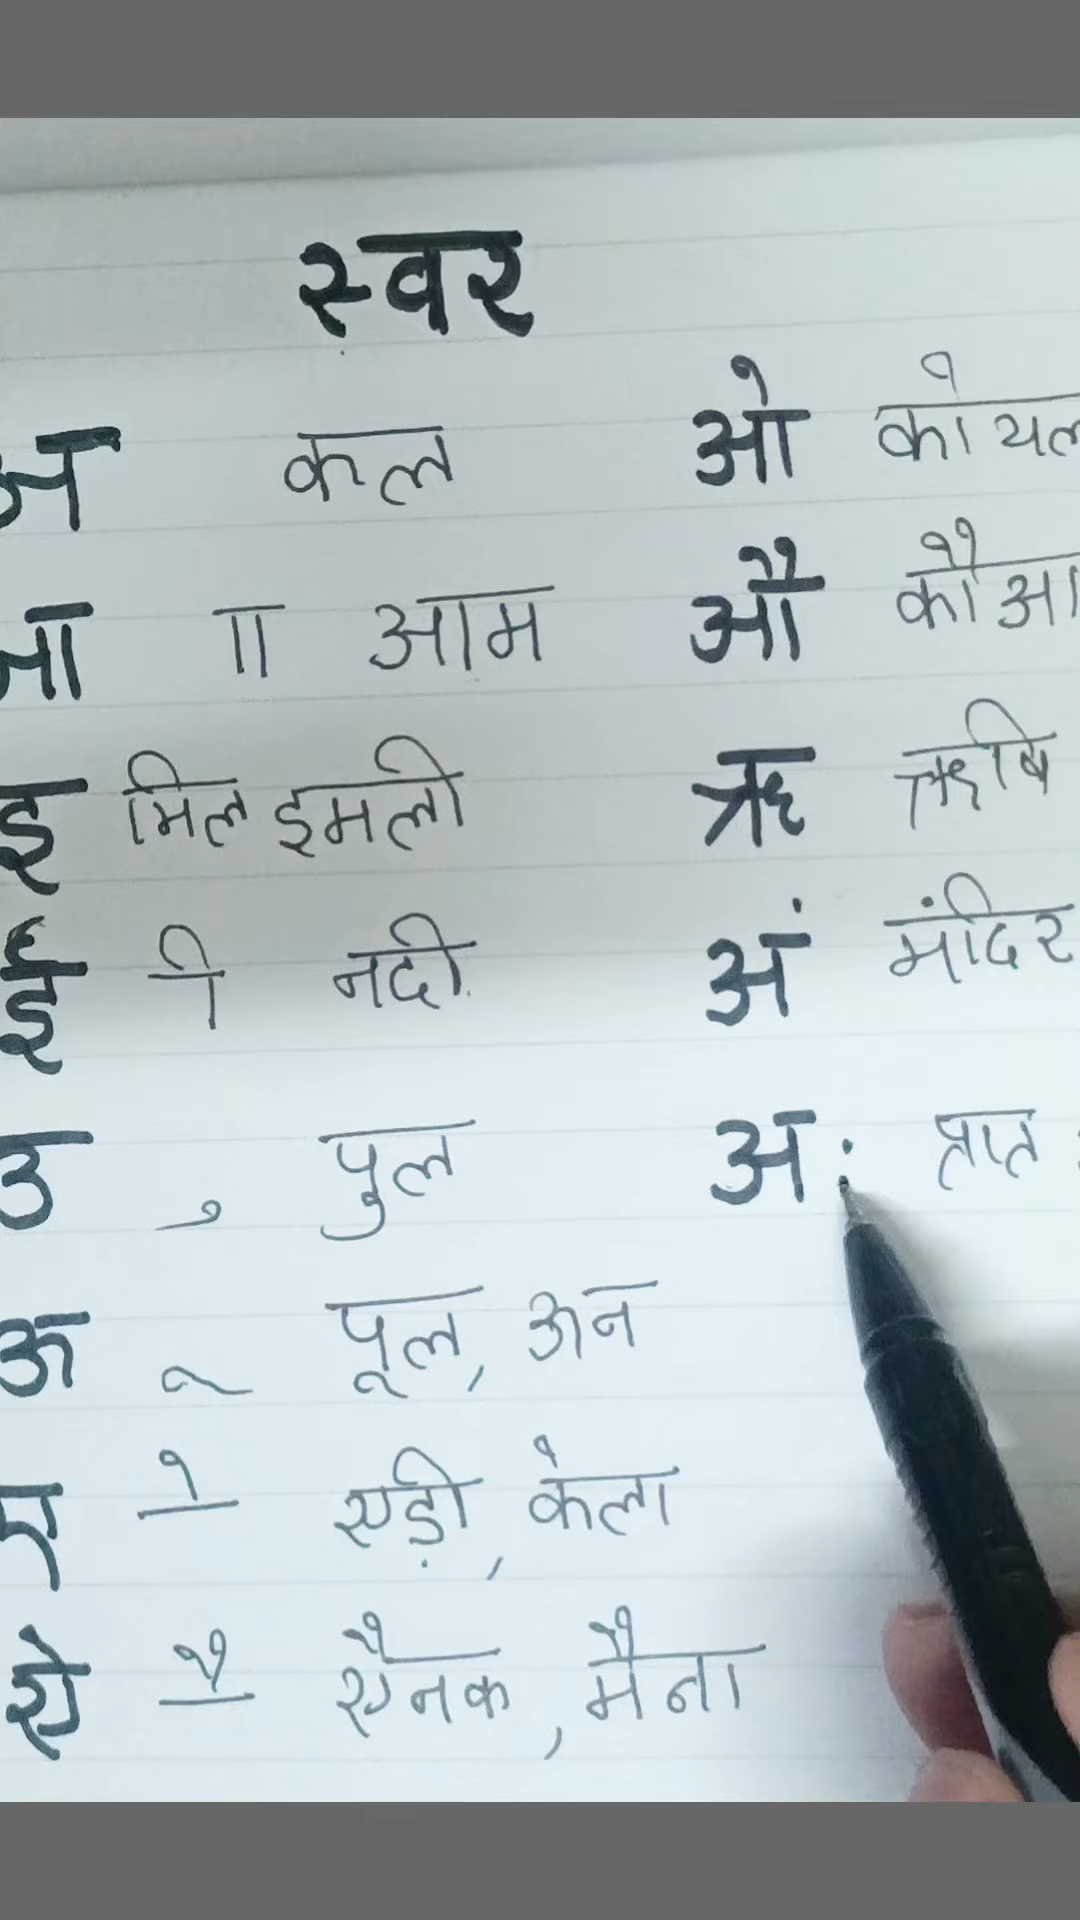 स्वर
अ कल ओ कोयल
आ ा आम औ कौआ
इ मिल इमली ऋ ऋषि
ई ी नदी अं मंदिर
उ ु पुल अः प्रातः
ऊ ू पूल, ऊन
ए े एड़ी, केला
ऐ ै ऐनक, मैना